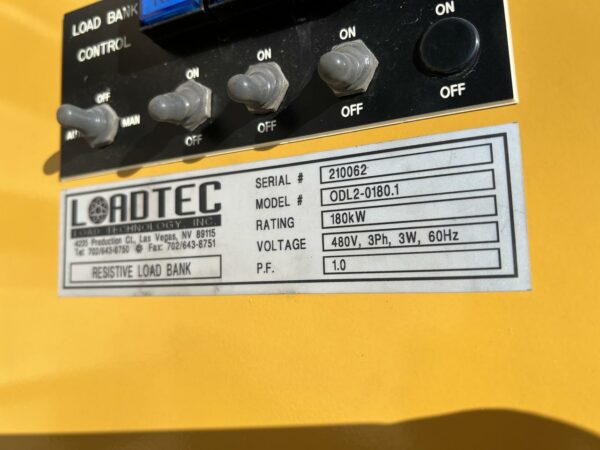 LOAD BANK
CONTROL
ON
OFF
OFF
MAN
ON
OFF
ON
OFF
ON
OFF
LOADTEC
LOAD TECHNOLOGY INC.
4235 Production Ct., Las Vegas, NV 89115
Tel: 702/643-8750 Fax: 702/643-8751
RESISTIVE LOAD BANK
SERIAL # 210062
MODEL # ODL2-0180.1
RATING 180kW
VOLTAGE 480V, 3Ph, 3W, 60Hz
P.F. 1.0